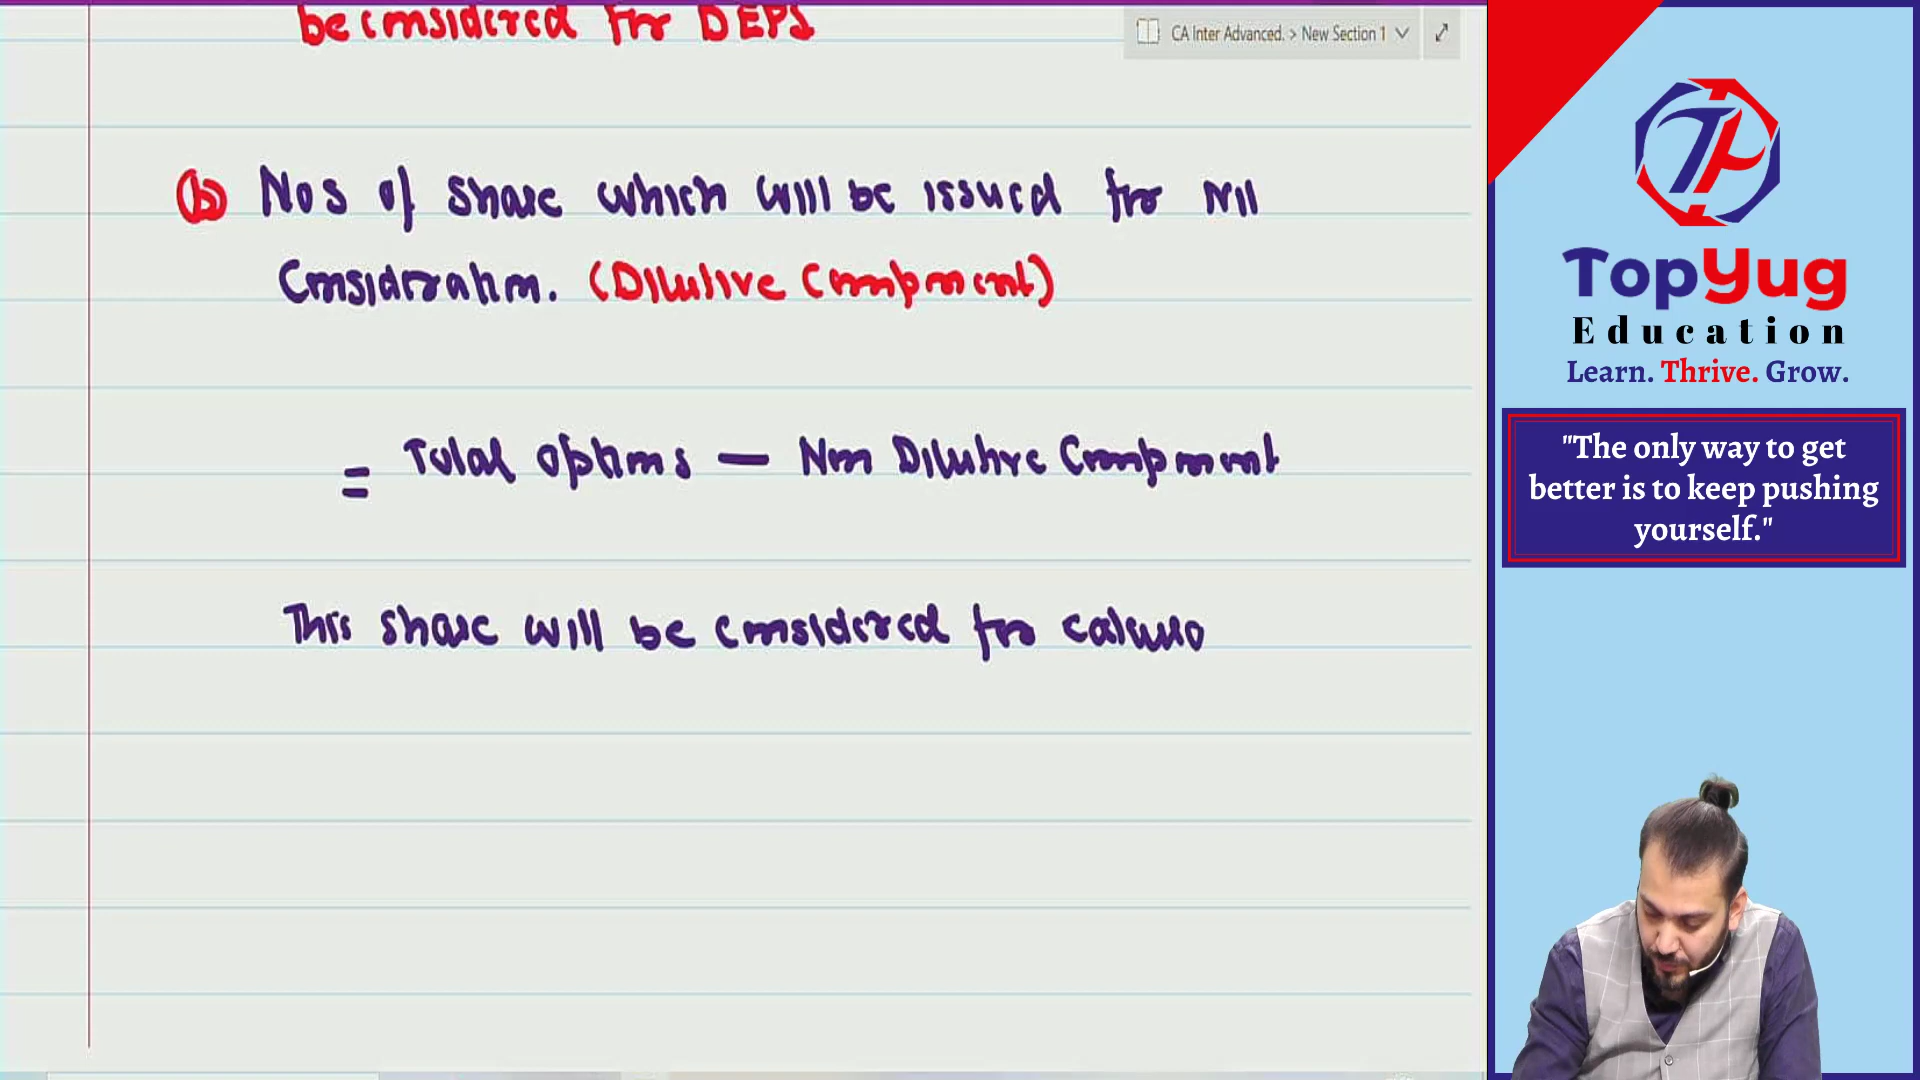 be considered for DEPS
CA Inter Advanced. > New Section 1
(b) Nos of share which will be issued for Nil
Consideration. (Dilutive Component)
= Total options — Non Dilutive Component
This share will be considered for
TopYug
Education
Learn. Thrive. Grow.
"The only way to get
better is to keep pushing
yourself."